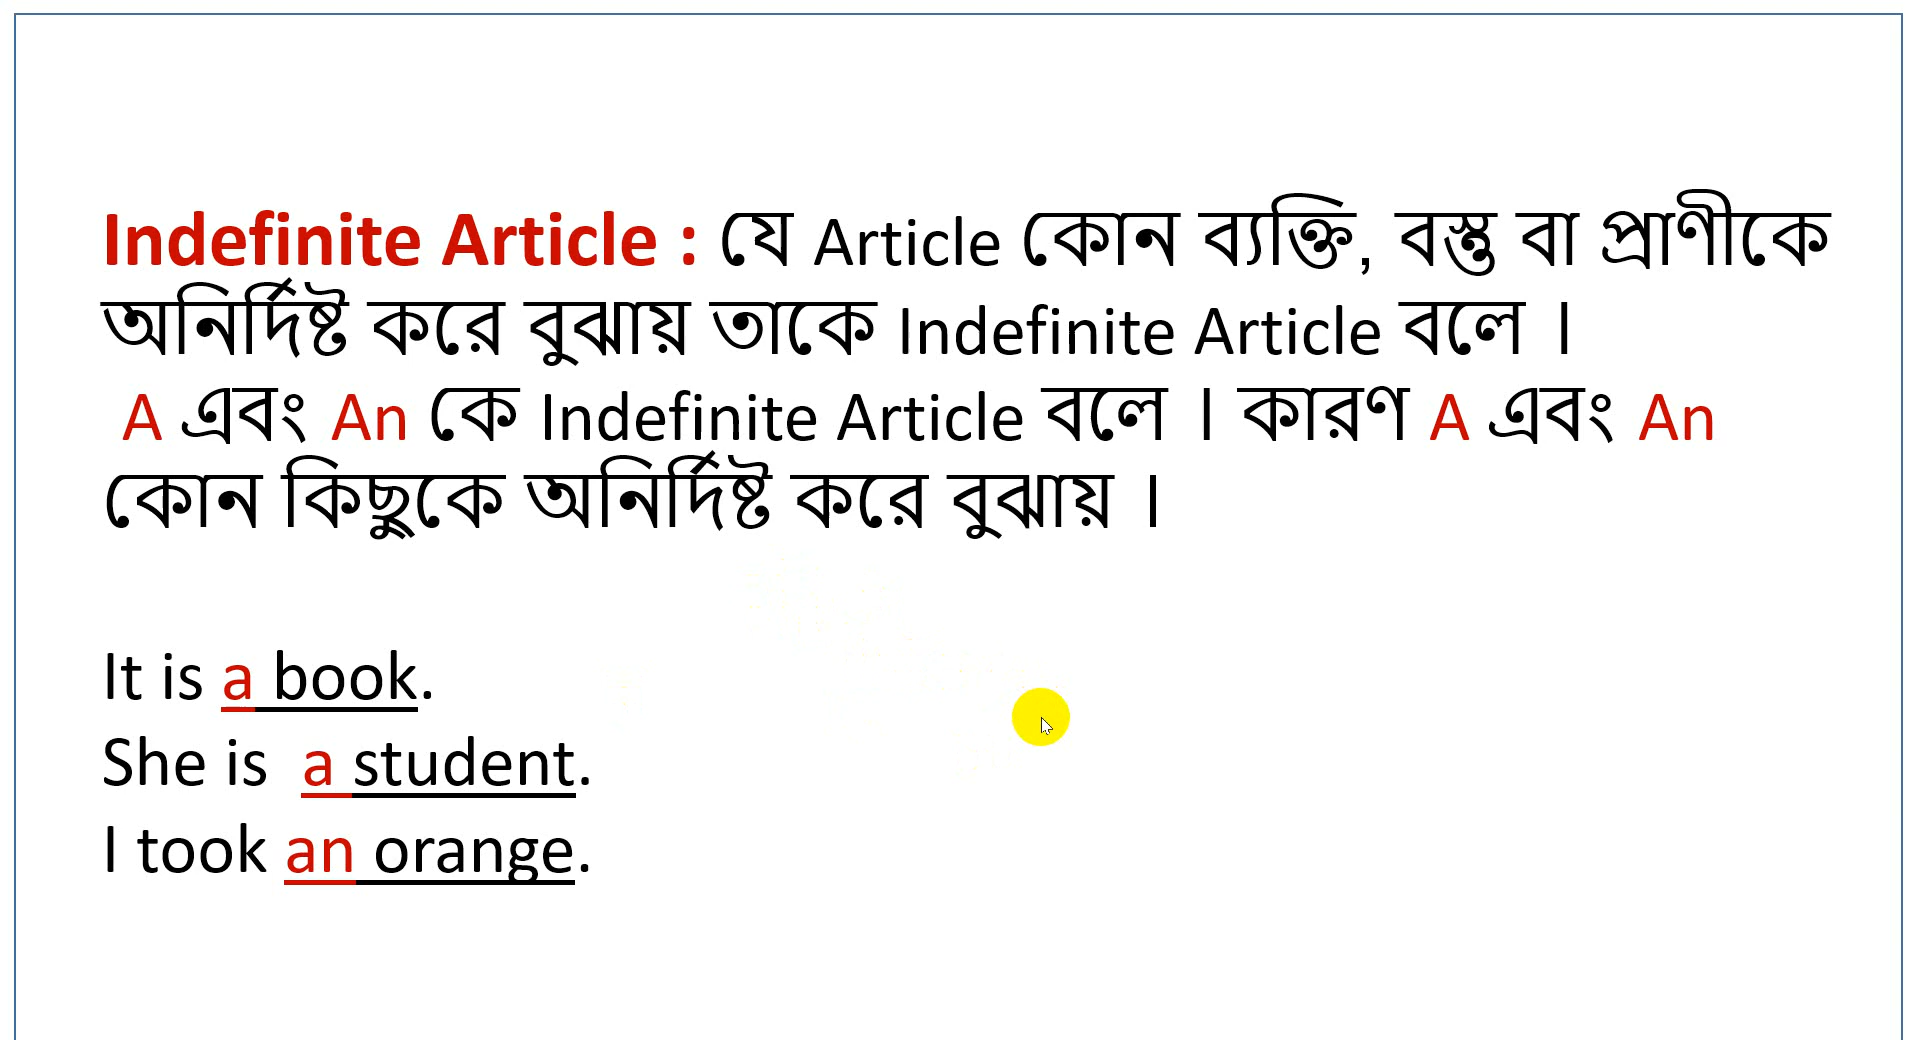 Indefinite Article : যে Article কোন ব্যক্তি, বস্তু বা প্রাণীকে
অনির্দিষ্ট করে বুঝায় তাকে Indefinite Article বলে ।
A এবং An কে Indefinite Article বলে । কারণ A এবং An
কোন কিছুকে অনির্দিষ্ট করে বুঝায় ।
It is a book.
She is a student.
I took an orange.